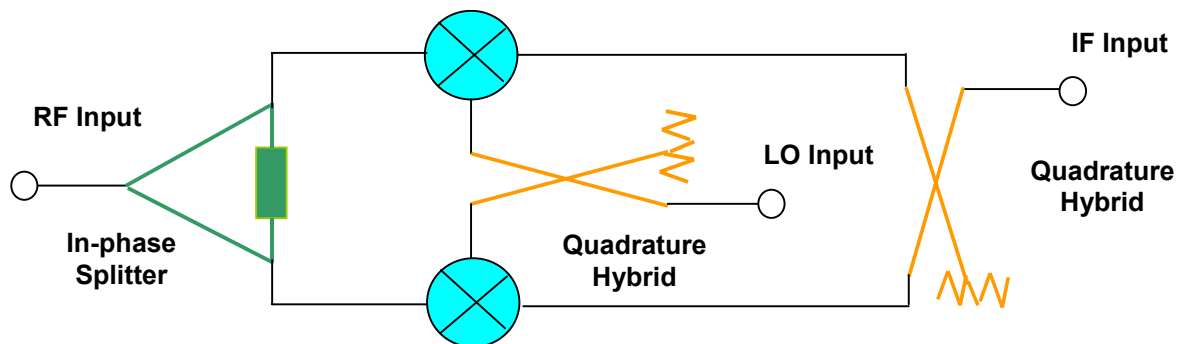 IF Input
RF Input
LO Input
Quadrature
Hybrid
In-phase
Splitter
Quadrature
Hybrid